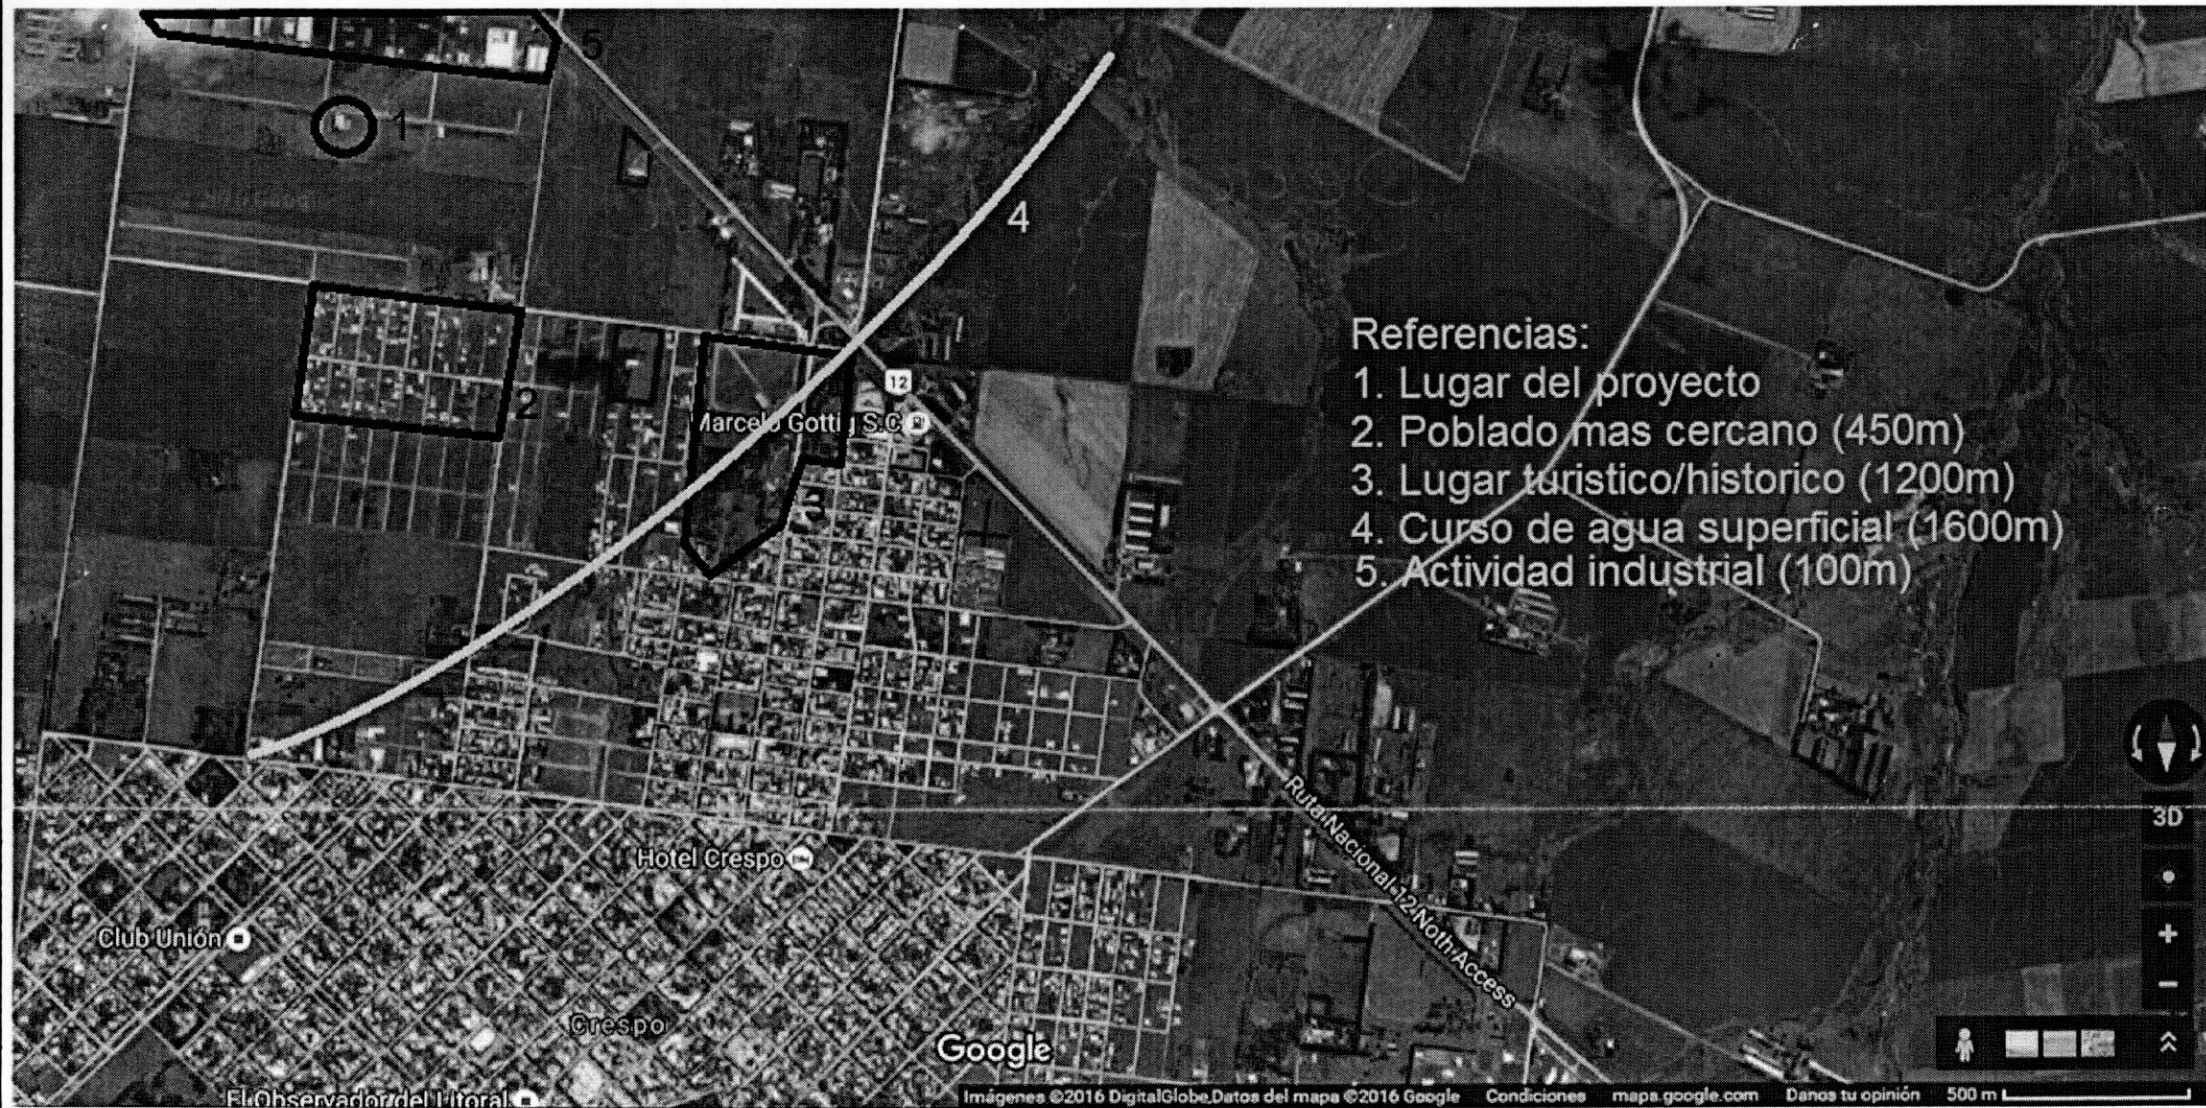 5
1
4
Referencias:
1. Lugar del proyecto
2. Poblado mas cercano (450m)
3. Lugar turistico/historico (1200m)
4. Curso de agua superficial (1600m)
5. Actividad industrial (100m)
12
2
Marcelo Gottig S.C
3
Hotel Crespo
3D
Ruta Nacional 12 Noth Access
Club Unión
+
−
Crespo
Google
El Observador del Litoral
Imágenes ©2016 DigitalGlobe,Datos del mapa ©2016 Google Condiciones maps.google.com Danos tu opinión 500 m